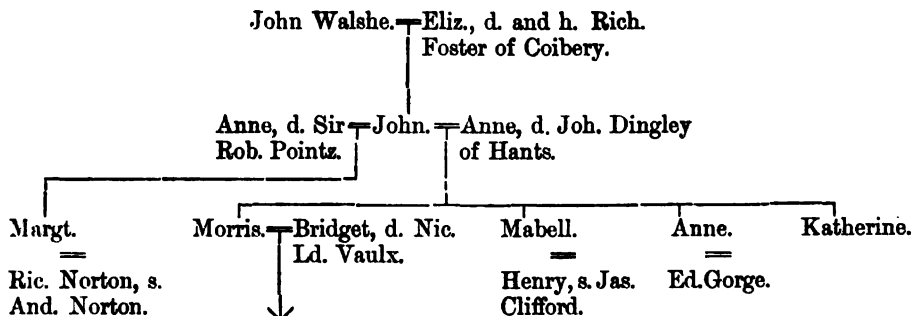 John Walshe. Eliz., d. and h. Rich.
Foster of Coibery.
Anne, d. Sir John. Anne, d. Joh. Dingley
Rob. Pointz. of Hants.
Margt. Morris. Bridget, d. Nic. Mabell. Anne. Katherine.
Ld. Vaulx.
Ric. Norton, s. Henry, s. Jas. Ed. Gorge.
And. Norton. Clifford.